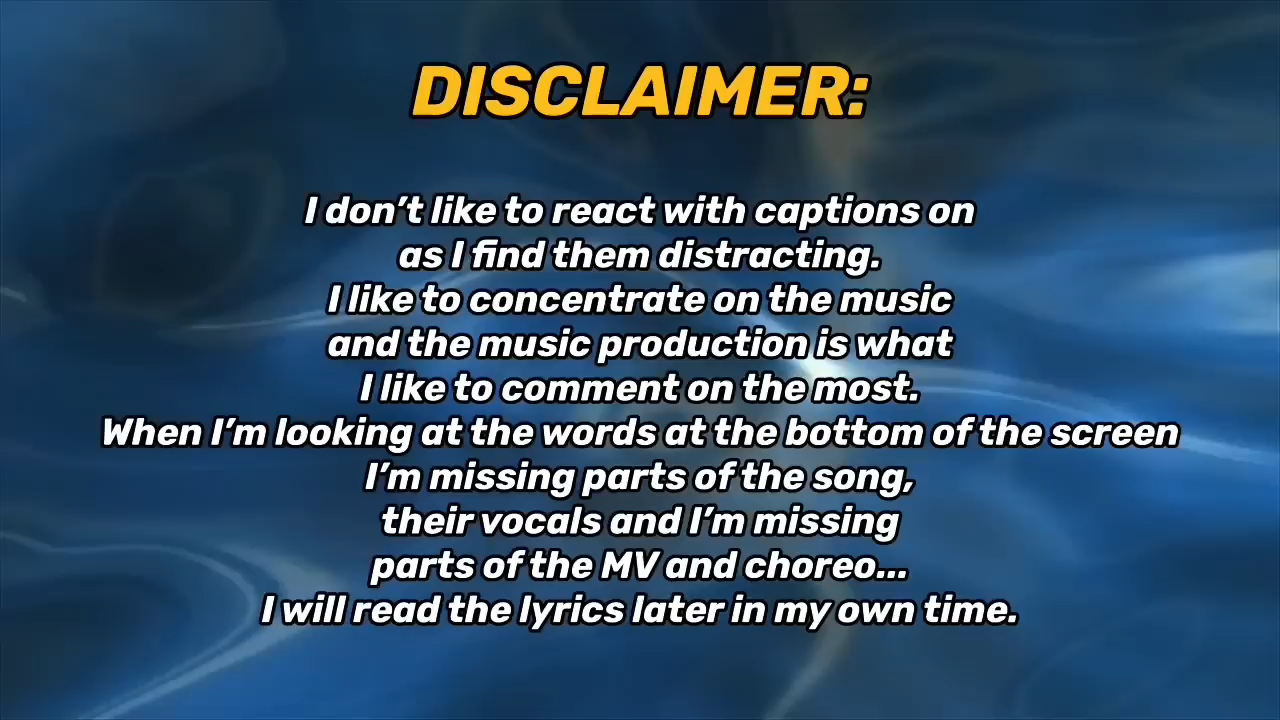 DISCLAIMER:
I don't like to react with captions on
as I find them distracting.
I like to concentrate on the music
and the music production is what
I like to comment on the most.
When I'm looking at the words at the bottom of the screen
I'm missing parts of the song,
their vocals and I'm missing
parts of the MV and choreo...
I will read the lyrics later in my own time.